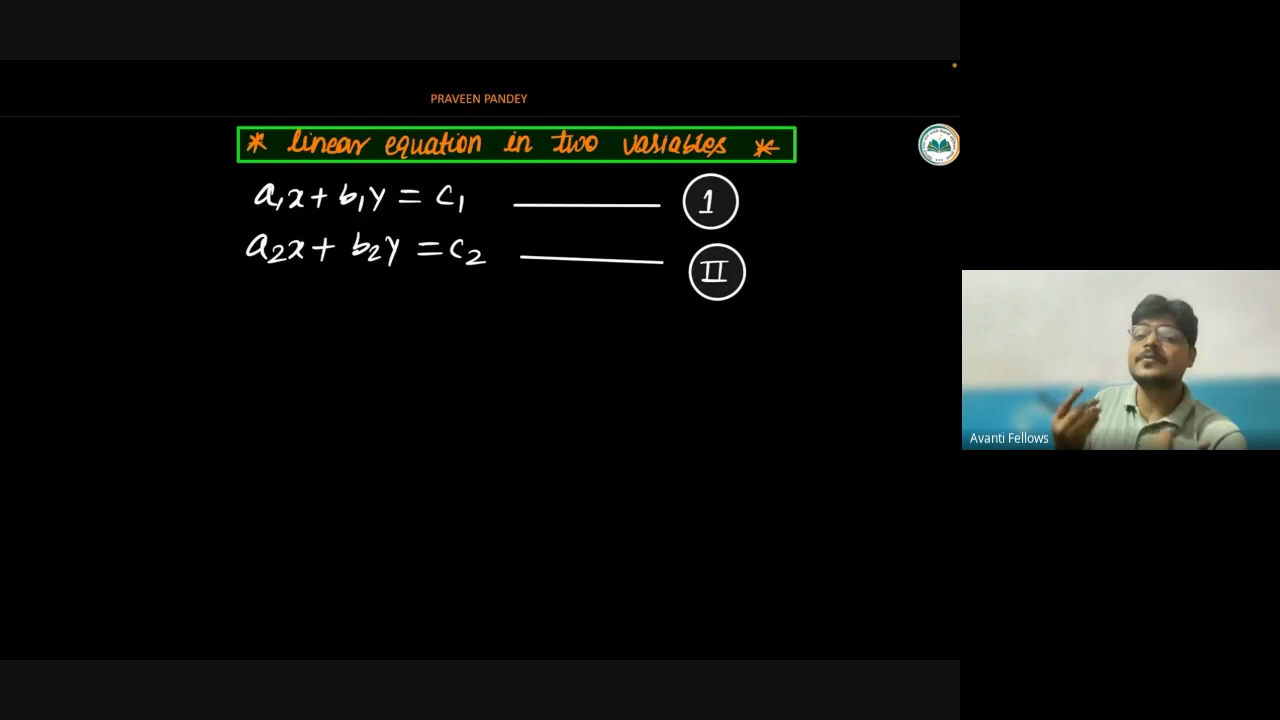 PRAVEEN PANDEY
* linear equation in two variables *
a₁x + b₁y = c₁ ——— 1
a₂x + b₂y = c₂ ——— II
Avanti Fellows